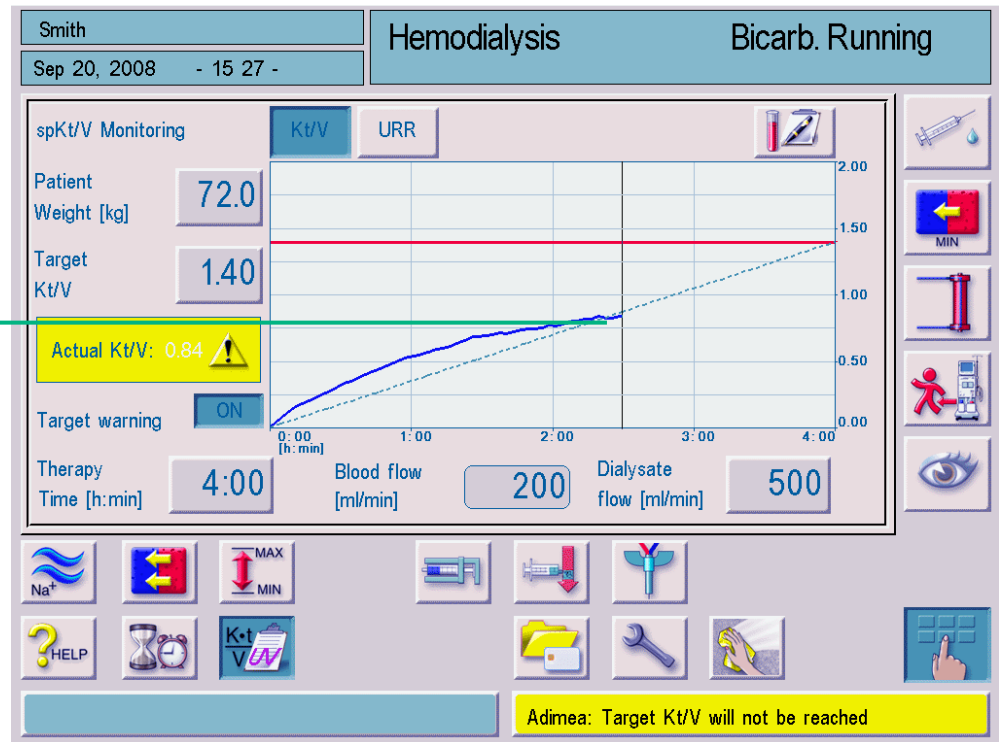 Smith
Hemodialysis Bicarb. Running
Sep 20, 2008 - 15 27 -
spKt/V Monitoring Kt/V URR
Patient
Weight [kg] 72.0
Target
Kt/V 1.40
Actual Kt/V: 0.84
Target warning ON
2.00
1.50
1.00
0.50
0.00
0:00 1:00 2:00 3:00 4:00
[h:min]
Therapy
Time [h:min] 4:00
Blood flow
[ml/min] 200
Dialysate
flow [ml/min] 500
MIN
Na+
MAX
MIN
HELP
K•t
V UV
Adimea: Target Kt/V will not be reached